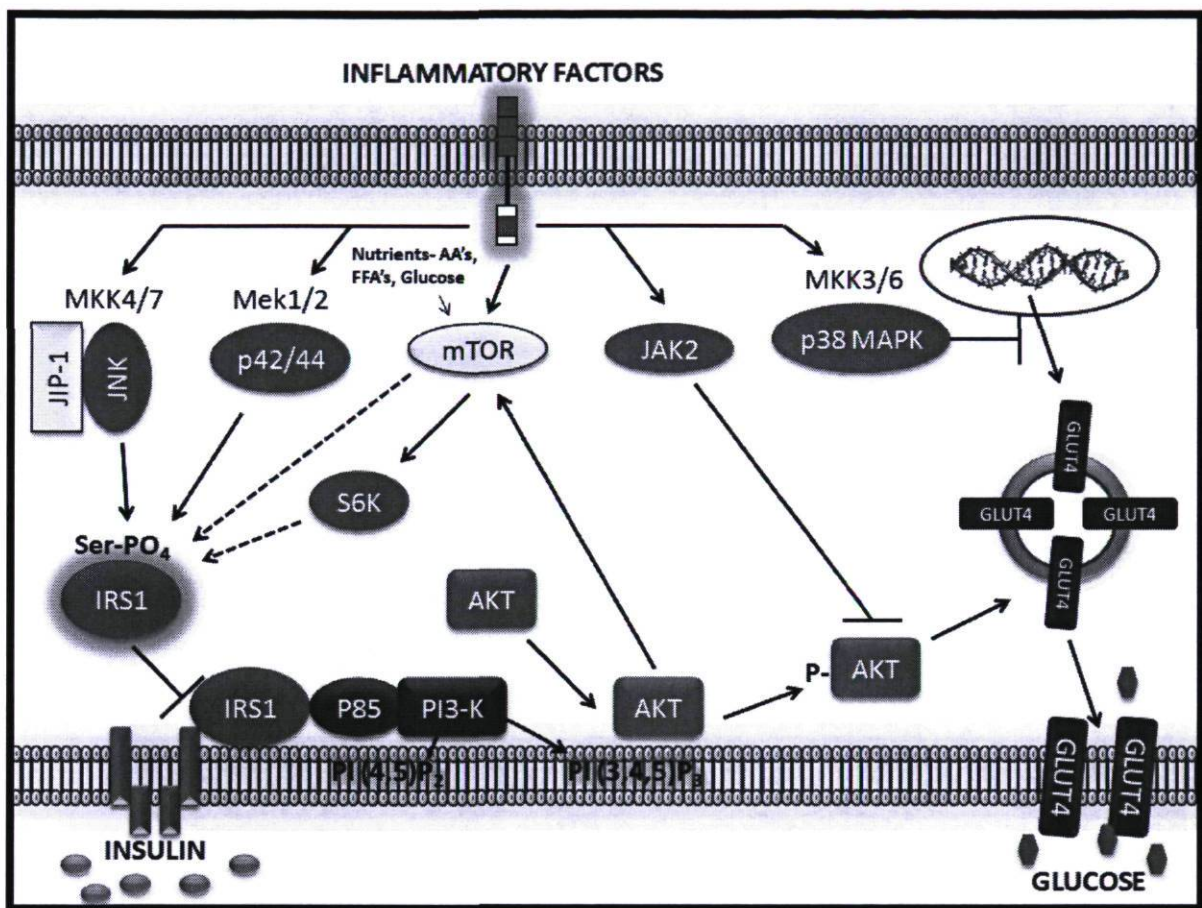 INFLAMMATORY FACTORS
Nutrients- AA's,
FFA's, Glucose
MKK4/7
Mek1/2
MKK3/6
JIP-1
JNK
p42/44
mTOR
JAK2
p38 MAPK
S6K
GLUT4
GLUT4
GLUT4
GLUT4
Ser-PO4
IRS1
AKT
P-
AKT
IRS1
P85
PI3-K
AKT
PI(4,5)P2
PI(3,4,5)P3
GLUT4
GLUT4
INSULIN
GLUCOSE